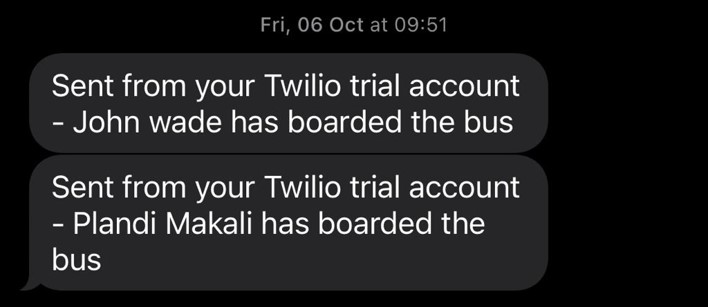 Fri, 06 Oct at 09:51
Sent from your Twilio trial account
- John wade has boarded the bus
Sent from your Twilio trial account
- Plandi Makali has boarded the
bus